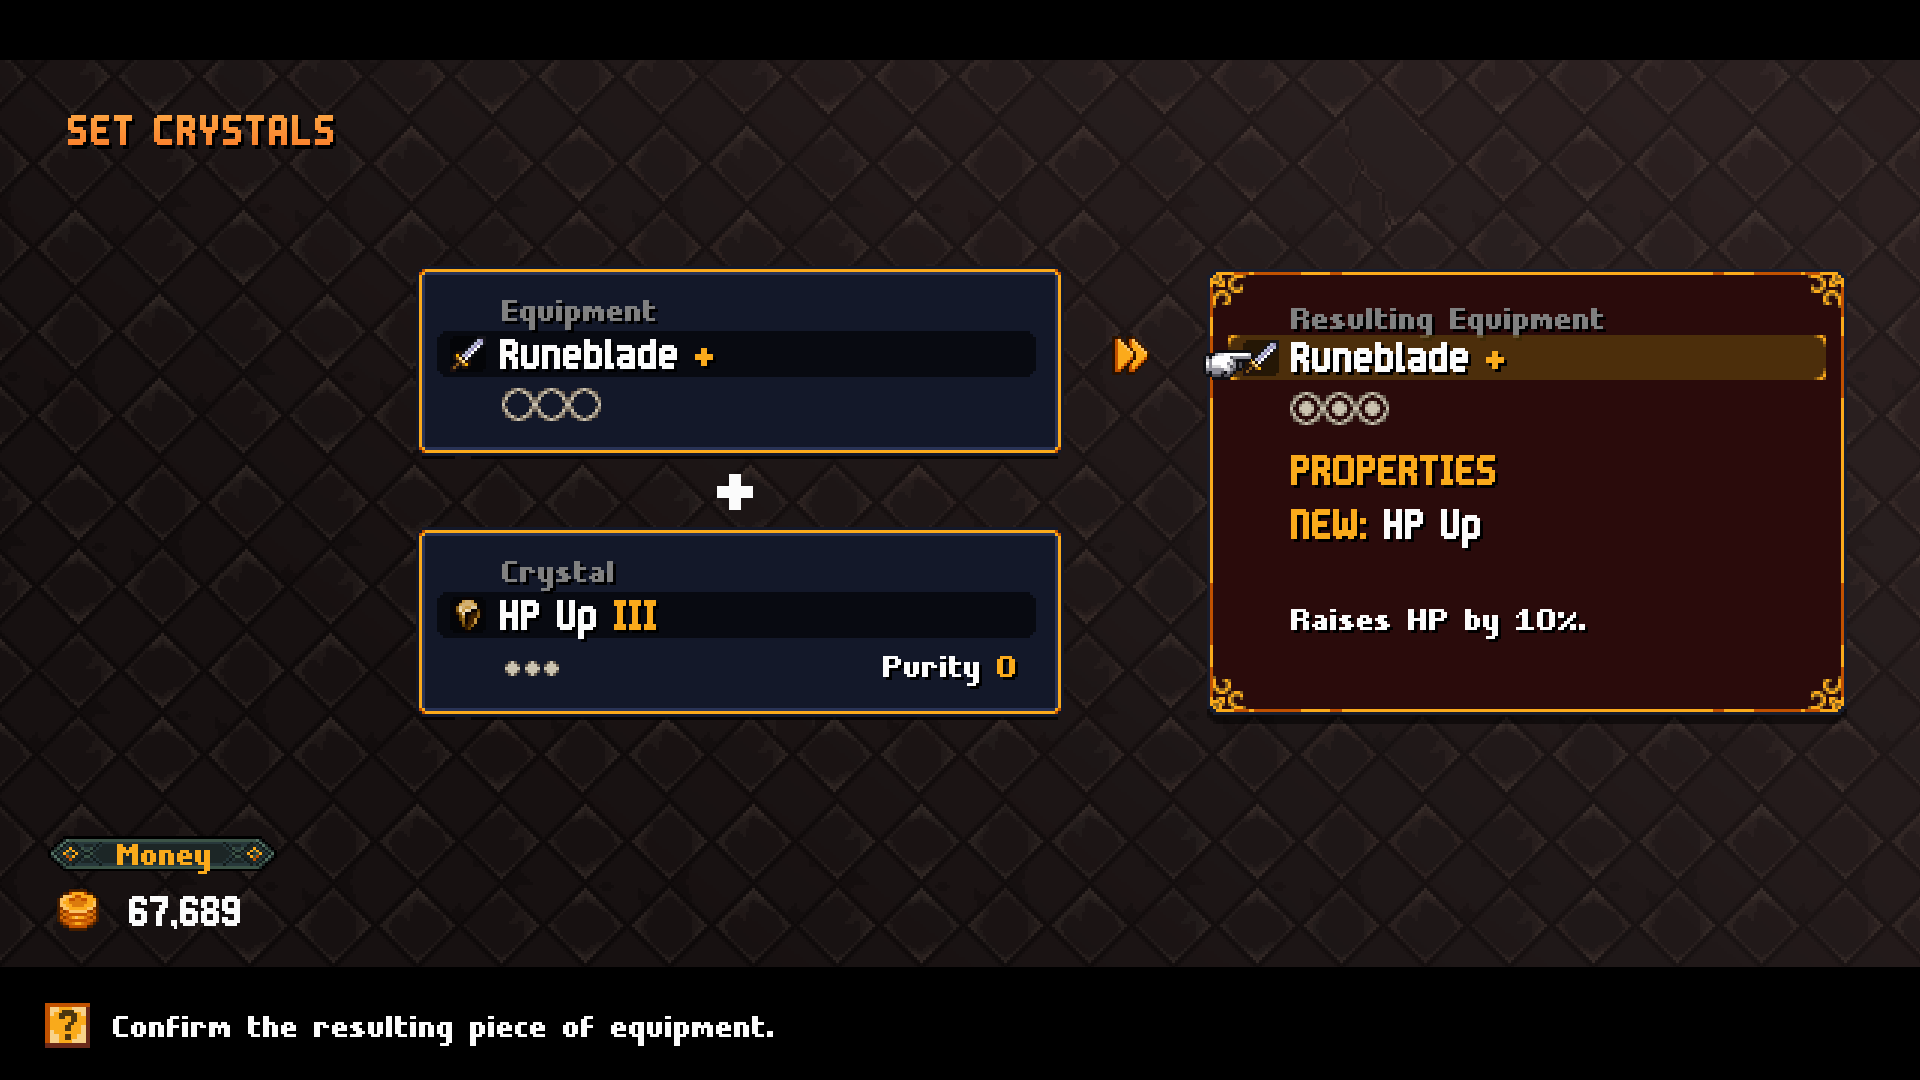 SET CRYSTALS
Equipment
Runeblade +
Crystal
HP Up III
Purity 0
Resulting Equipment
Runeblade +
PROPERTIES
NEW: HP Up
Raises HP by 10%.
Money
67,689
? Confirm the resulting piece of equipment.